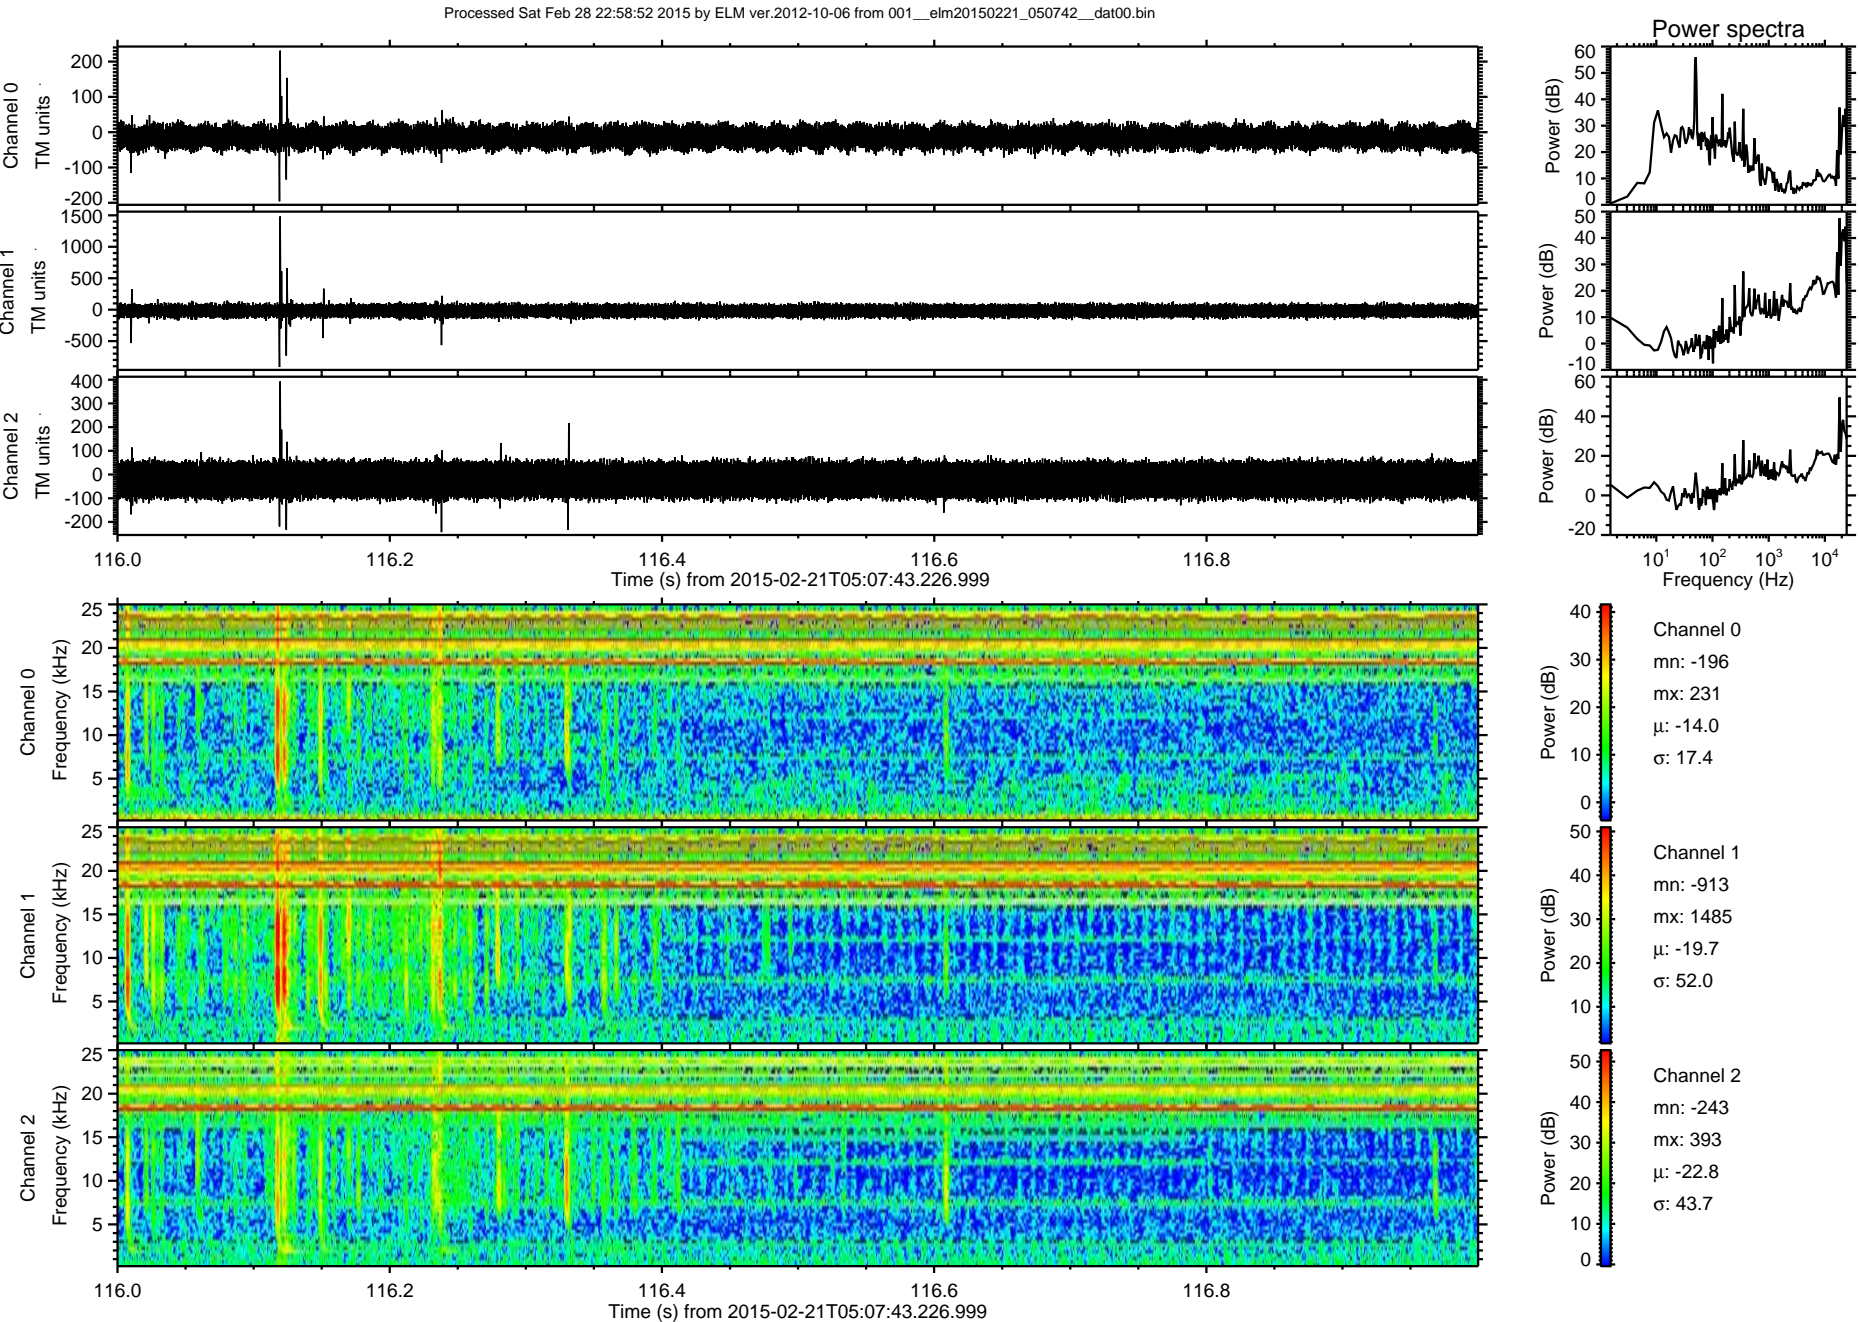 Processed Sat Feb 28 22:58:52 2015 by ELM ver.2012-10-06 from 001__elm20150221_050742__dat00.bin
Power spectra
Channel 0
TM units
200
100
0
-100
-200
Power (dB)
60
50
40
30
20
10
0
Channel 1
TM units
1500
1000
500
0
-500
Power (dB)
50
40
30
20
10
0
-10
Channel 2
TM units
400
300
200
100
0
-100
-200
Power (dB)
60
40
20
0
-20
116.0 116.2 116.4 116.6 116.8
Time (s) from 2015-02-21T05:07:43.226.999
10¹ 10² 10³ 10⁴
Frequency (Hz)
Channel 0
Frequency (kHz)
25
20
15
10
5
Power (dB)
40
30
20
10
0
Channel 0
mn: -196
mx: 231
μ: -14.0
σ: 17.4
Channel 1
Frequency (kHz)
25
20
15
10
5
Power (dB)
50
40
30
20
10
Channel 1
mn: -913
mx: 1485
μ: -19.7
σ: 52.0
Channel 2
Frequency (kHz)
25
20
15
10
5
Power (dB)
50
40
30
20
10
0
Channel 2
mn: -243
mx: 393
μ: -22.8
σ: 43.7
116.0 116.2 116.4 116.6 116.8
Time (s) from 2015-02-21T05:07:43.226.999